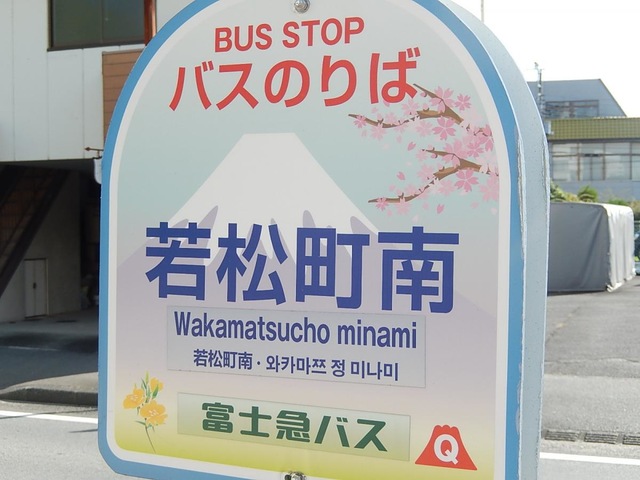 BUS STOP
バスのりば
若松町南
Wakamatsucho minami
若松町南・와카마쯔 정 미나미
富士急バス
Q